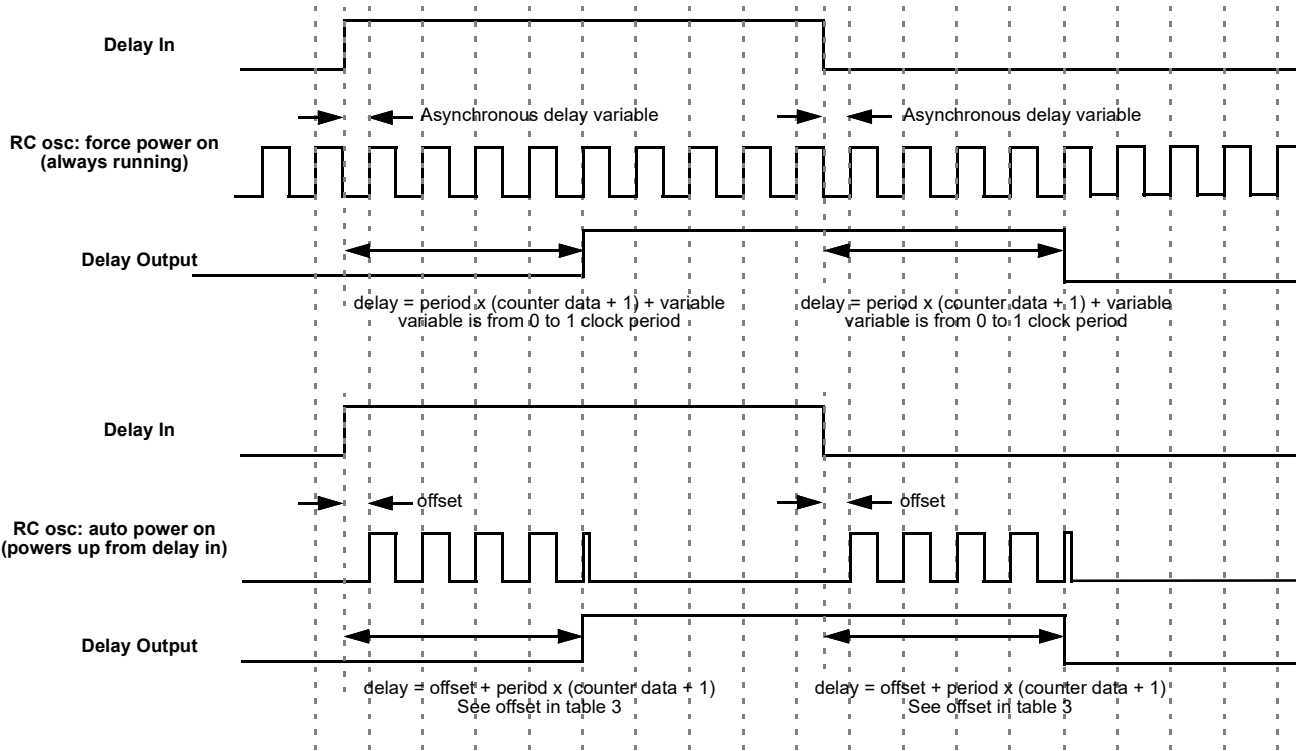 Delay In
Asynchronous delay variable
Asynchronous delay variable
RC osc: force power on
(always running)
Delay Output
delay = period x (counter data + 1) + variable
variable is from 0 to 1 clock period
delay = period x (counter data + 1) + variable
variable is from 0 to 1 clock period
Delay In
offset
offset
RC osc: auto power on
(powers up from delay in)
Delay Output
delay = offset + period x (counter data + 1)
See offset in table 3
delay = offset + period x (counter data + 1)
See offset in table 3